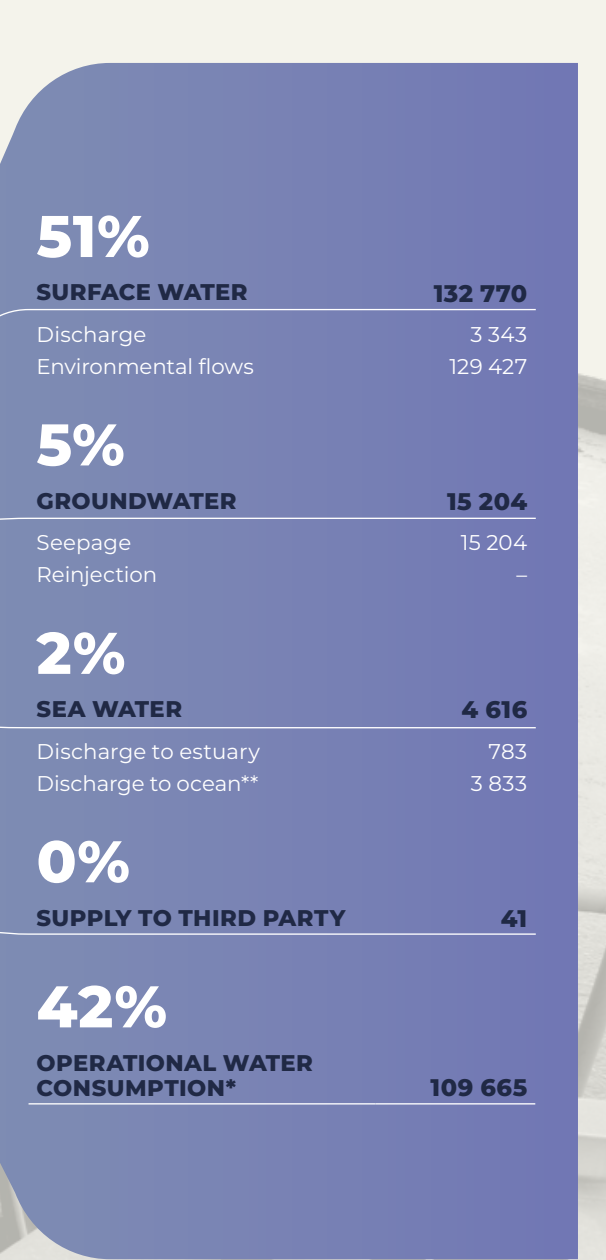 51%
SURFACE WATER 132 770
Discharge 3 343
Environmental flows 129 427
5%
GROUNDWATER 15 204
Seepage 15 204
Reinjection –
2%
SEA WATER 4 616
Discharge to estuary 783
Discharge to ocean** 3 833
0%
SUPPLY TO THIRD PARTY 41
42%
OPERATIONAL WATER
CONSUMPTION* 109 665